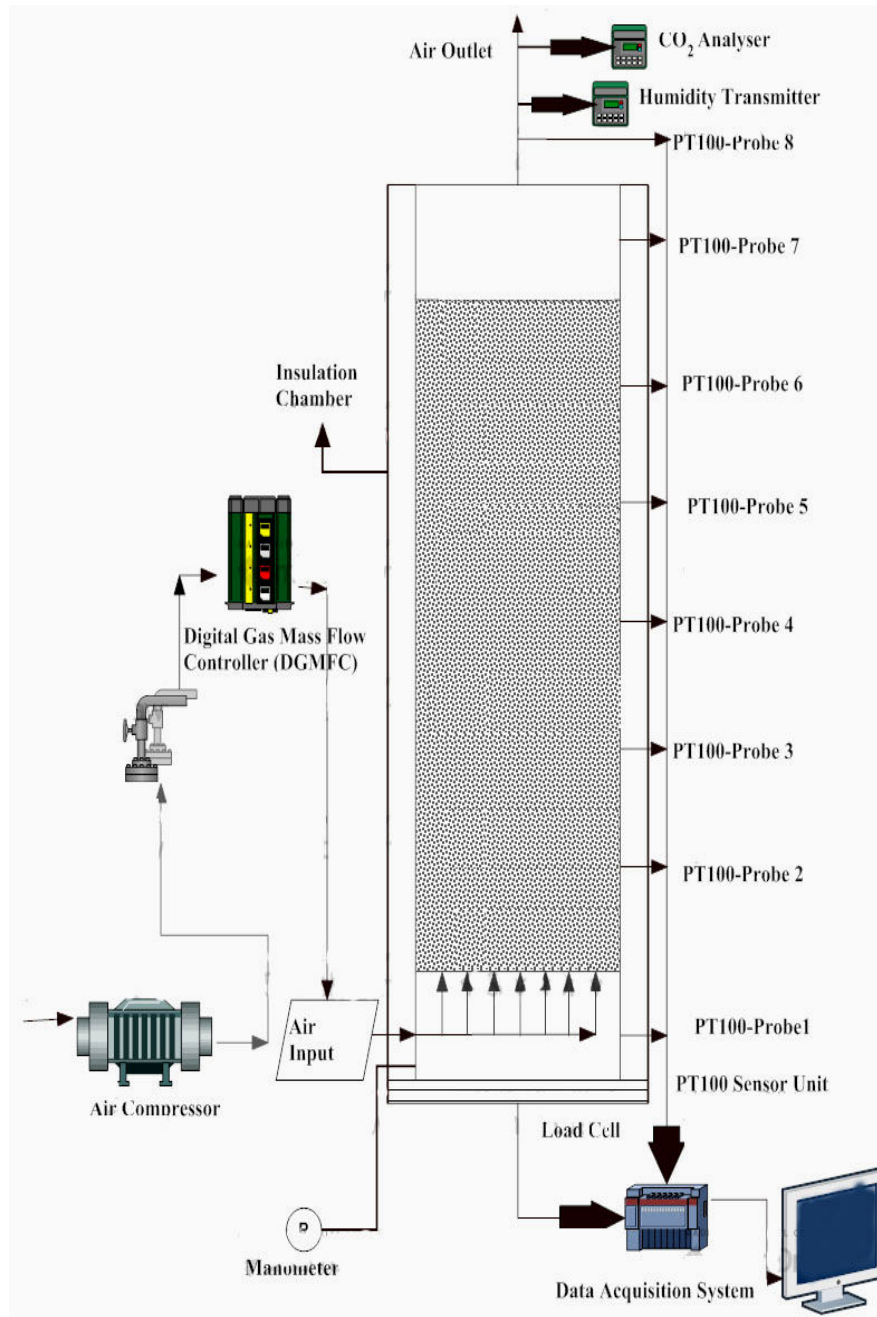 Air Outlet
CO2 Analyser
Humidity Transmitter
PT100-Probe 8
PT100-Probe 7
PT100-Probe 6
Insulation
Chamber
PT100-Probe 5
Digital Gas Mass Flow
Controller (DGMFC)
PT100-Probe 4
PT100-Probe 3
PT100-Probe 2
Air
Input
PT100-Probe1
PT100 Sensor Unit
Air Compressor
Load Cell
P
Manometer
Data Acquisition System